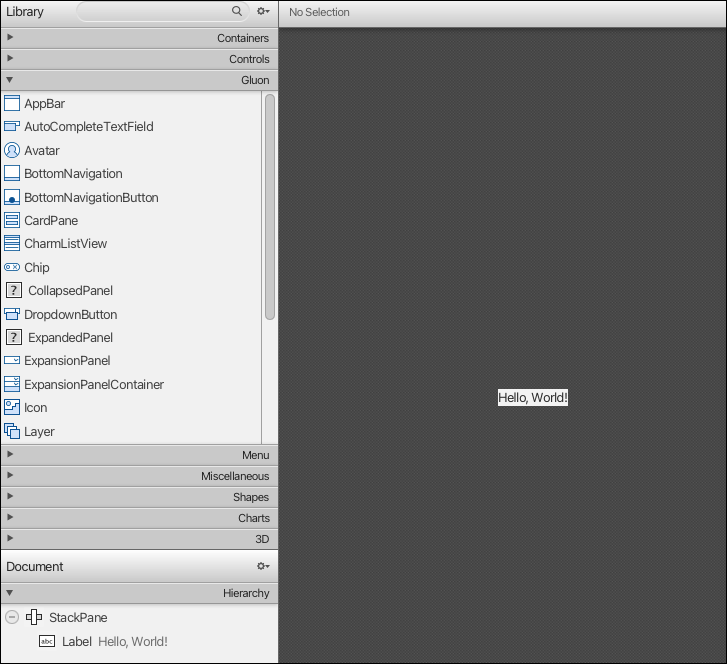 Library
No Selection
Containers
Controls
Gluon
AppBar
AutoCompleteTextField
Avatar
BottomNavigation
BottomNavigationButton
CardPane
CharmListView
Chip
? CollapsedPanel
DropdownButton
? ExpandedPanel
ExpansionPanel
ExpansionPanelContainer
Icon
Layer
Menu
Miscellaneous
Shapes
Charts
3D
Document
Hierarchy
StackPane
abc Label Hello, World!
Hello, World!